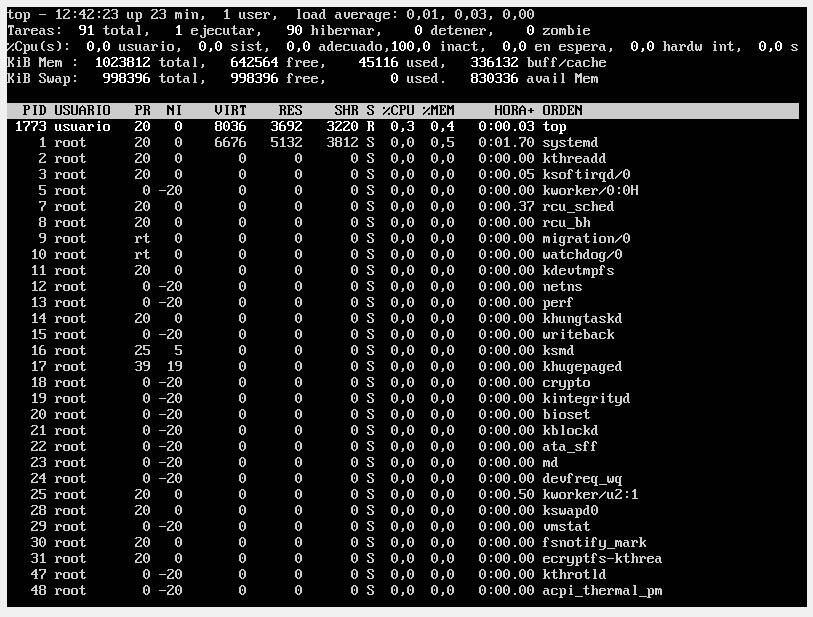 top - 12:42:23 up 23 min,  1 user,  load average: 0,01, 0,03, 0,00
Tareas:  91 total,   1 ejecutar,   90 hibernar,    0 detener,    0 zombie
%Cpu(s):  0,0 usuario,  0,0 sist,  0,0 adecuado,100,0 inact,  0,0 en espera,  0,0 hardw int,  0,0 s
KiB Mem :  1023812 total,   642564 free,    45116 used,   336132 buff/cache
KiB Swap:   998396 total,   998396 free,        0 used.   830336 avail Mem
PID USUARIO   PR  NI    VIRT    RES    SHR S %CPU %MEM     HORA+ ORDEN
1773 usuario   20   0    8036   3692   3220 R  0,3  0,4   0:00.03 top
1 root      20   0    6676   5132   3812 S  0,0  0,5   0:01.70 systemd
2 root      20   0       0      0      0 S  0,0  0,0   0:00.00 kthreadd
3 root      20   0       0      0      0 S  0,0  0,0   0:00.05 ksoftirqd/0
5 root       0 -20       0      0      0 S  0,0  0,0   0:00.00 kworker/0:0H
7 root      20   0       0      0      0 S  0,0  0,0   0:00.37 rcu_sched
8 root      20   0       0      0      0 S  0,0  0,0   0:00.00 rcu_bh
9 root      rt   0       0      0      0 S  0,0  0,0   0:00.00 migration/0
10 root      rt   0       0      0      0 S  0,0  0,0   0:00.00 watchdog/0
11 root      20   0       0      0      0 S  0,0  0,0   0:00.00 kdevtmpfs
12 root       0 -20       0      0      0 S  0,0  0,0   0:00.00 netns
13 root       0 -20       0      0      0 S  0,0  0,0   0:00.00 perf
14 root      20   0       0      0      0 S  0,0  0,0   0:00.00 khungtaskd
15 root       0 -20       0      0      0 S  0,0  0,0   0:00.00 writeback
16 root      25   5       0      0      0 S  0,0  0,0   0:00.00 ksmd
17 root      39  19       0      0      0 S  0,0  0,0   0:00.00 khugepaged
18 root       0 -20       0      0      0 S  0,0  0,0   0:00.00 crypto
19 root       0 -20       0      0      0 S  0,0  0,0   0:00.00 kintegrityd
20 root       0 -20       0      0      0 S  0,0  0,0   0:00.00 bioset
21 root       0 -20       0      0      0 S  0,0  0,0   0:00.00 kblockd
22 root       0 -20       0      0      0 S  0,0  0,0   0:00.00 ata_sff
23 root       0 -20       0      0      0 S  0,0  0,0   0:00.00 md
24 root       0 -20       0      0      0 S  0,0  0,0   0:00.00 devfreq_wq
25 root      20   0       0      0      0 S  0,0  0,0   0:00.50 kworker/u2:1
28 root      20   0       0      0      0 S  0,0  0,0   0:00.00 kswapd0
29 root       0 -20       0      0      0 S  0,0  0,0   0:00.00 vmstat
30 root      20   0       0      0      0 S  0,0  0,0   0:00.00 fsnotify_mark
31 root      20   0       0      0      0 S  0,0  0,0   0:00.00 ecryptfs-kthrea
47 root       0 -20       0      0      0 S  0,0  0,0   0:00.00 kthrotld
48 root       0 -20       0      0      0 S  0,0  0,0   0:00.00 acpi_thermal_pm